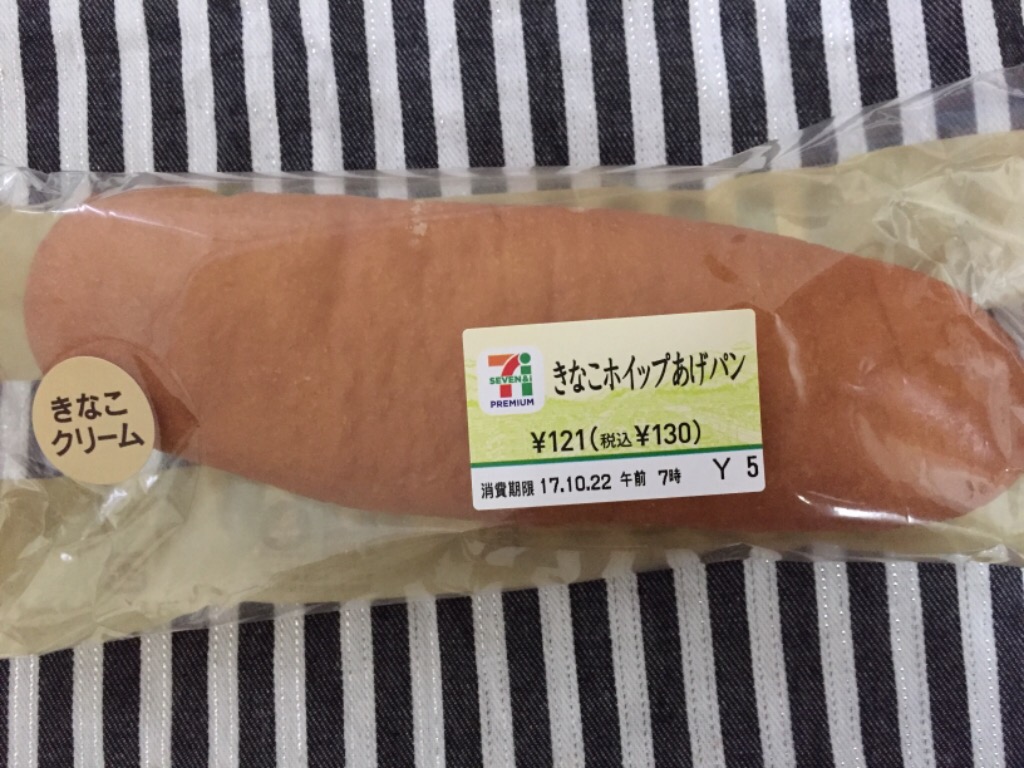 きなこ
クリーム
7i
SEVEN&i
PREMIUM
きなこホイップあげパン
¥121(税込¥130)
消費期限 17.10.22 午前 7時 Y 5